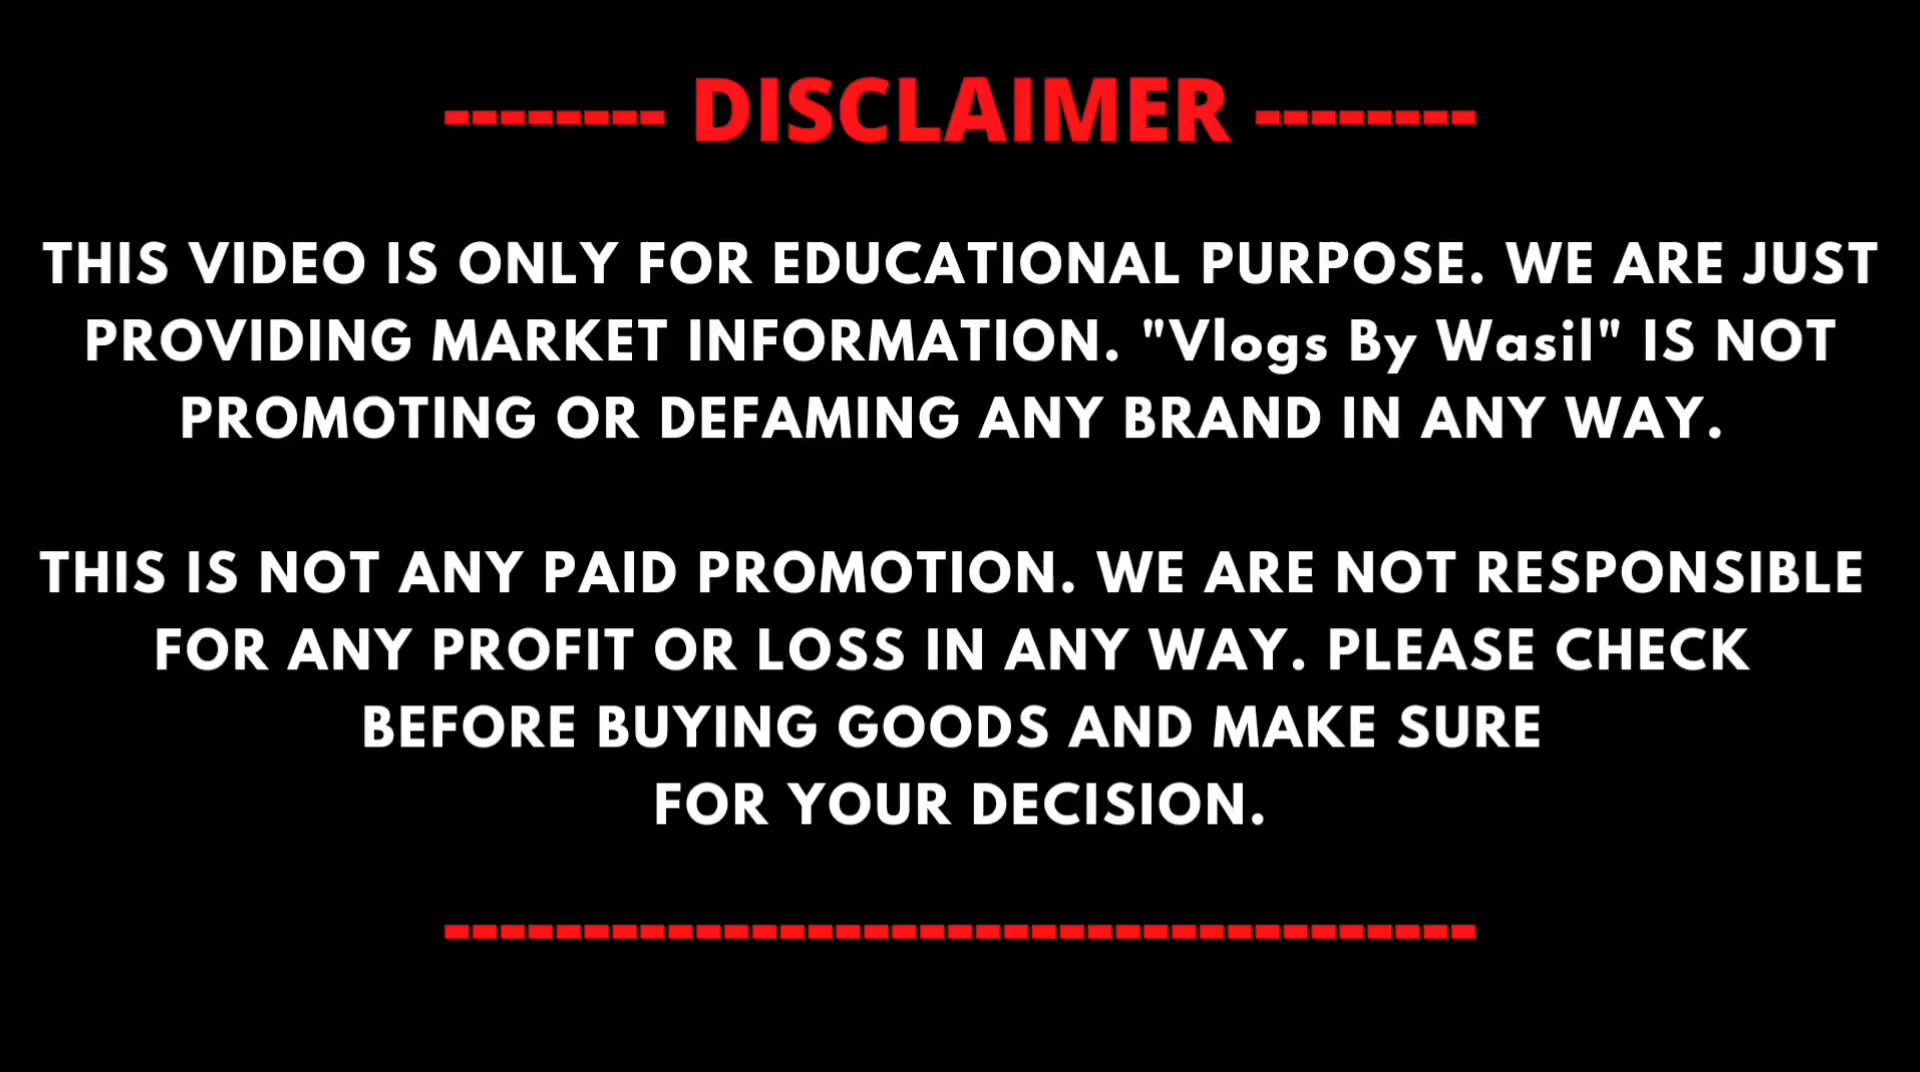 -------- DISCLAIMER --------
THIS VIDEO IS ONLY FOR EDUCATIONAL PURPOSE. WE ARE JUST
PROVIDING MARKET INFORMATION. "Vlogs By Wasil" IS NOT
PROMOTING OR DEFAMING ANY BRAND IN ANY WAY.
THIS IS NOT ANY PAID PROMOTION. WE ARE NOT RESPONSIBLE
FOR ANY PROFIT OR LOSS IN ANY WAY. PLEASE CHECK
BEFORE BUYING GOODS AND MAKE SURE
FOR YOUR DECISION.
-------------------------------------